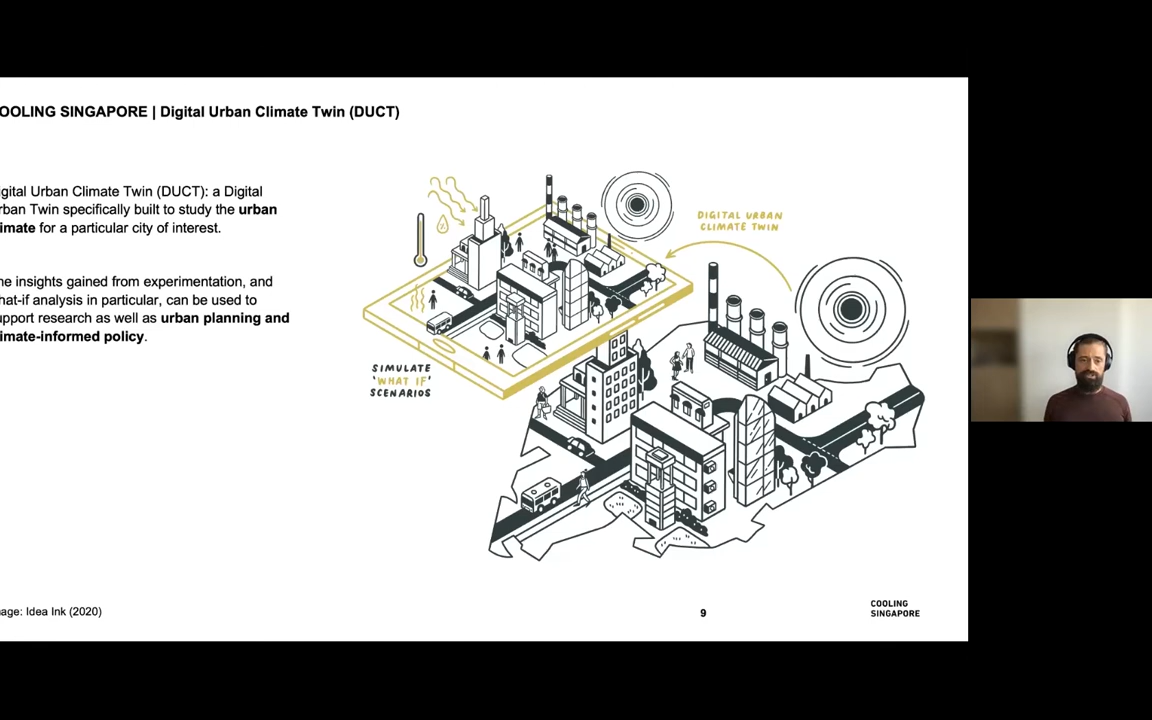 OOLING SINGAPORE | Digital Urban Climate Twin (DUCT)
igital Urban Climate Twin (DUCT): a Digital
rban Twin specifically built to study the urban
imate for a particular city of interest.
ne insights gained from experimentation, and
hat-if analysis in particular, can be used to
upport research as well as urban planning and
imate-informed policy.
DIGITAL URBAN
CLIMATE TWIN
SIMULATE
'WHAT IF'
SCENARIOS
mage: Idea Ink (2020)
9
COOLING
SINGAPORE